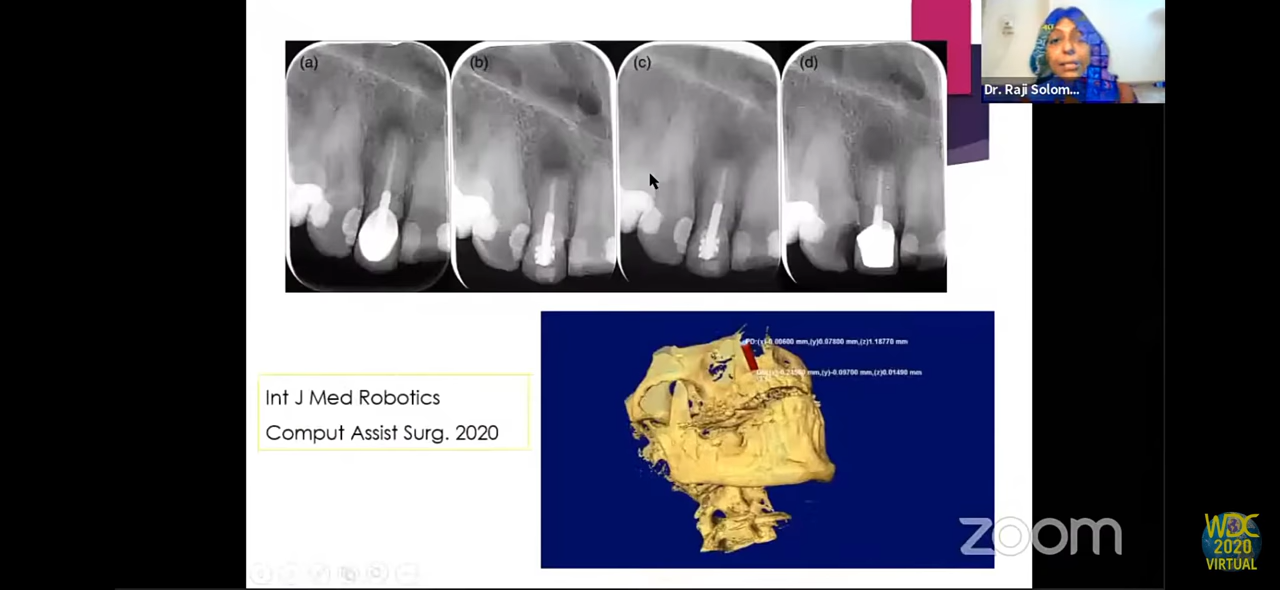 (a)
(b)
(c)
(d)
Dr. Raji Solom...
Int J Med Robotics
Comput Assist Surg. 2020
zoom
WDC
2020
VIRTUAL